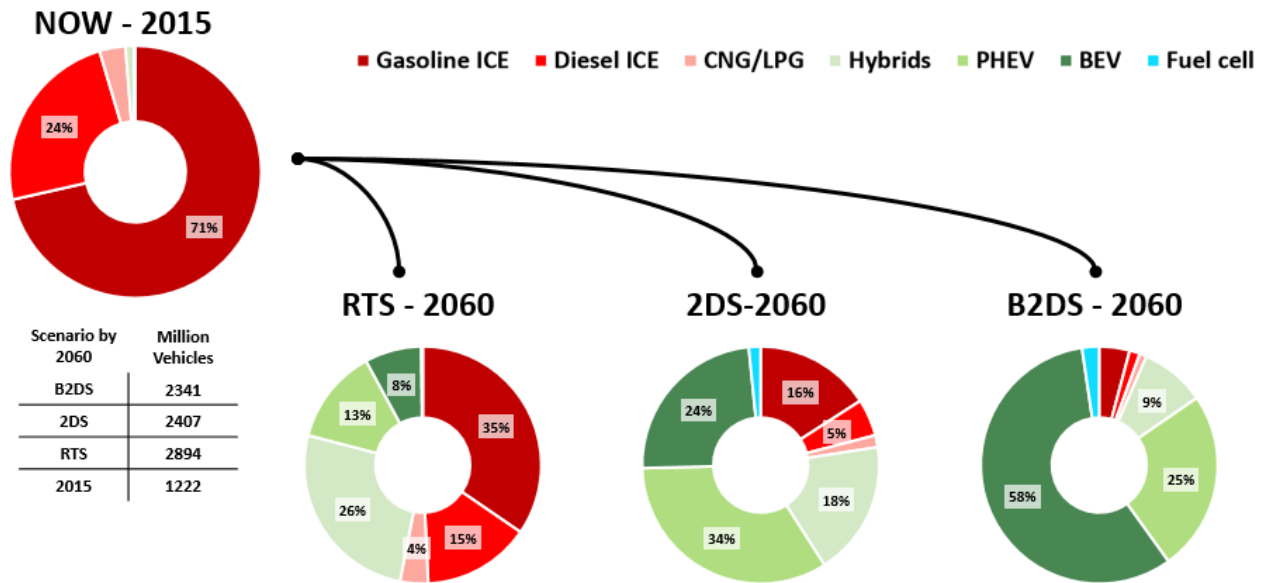 NOW - 2015
Gasoline ICE Diesel ICE CNG/LPG Hybrids PHEV BEV Fuel cell
24%
71%
RTS - 2060 2DS-2060 B2DS - 2060
Scenario by Million
2060 Vehicles
B2DS 2341
2DS 2407
RTS 2894
2015 1222
8%
13%
35%
26%
4%
15%
24%
16%
5%
18%
34%
9%
25%
58%